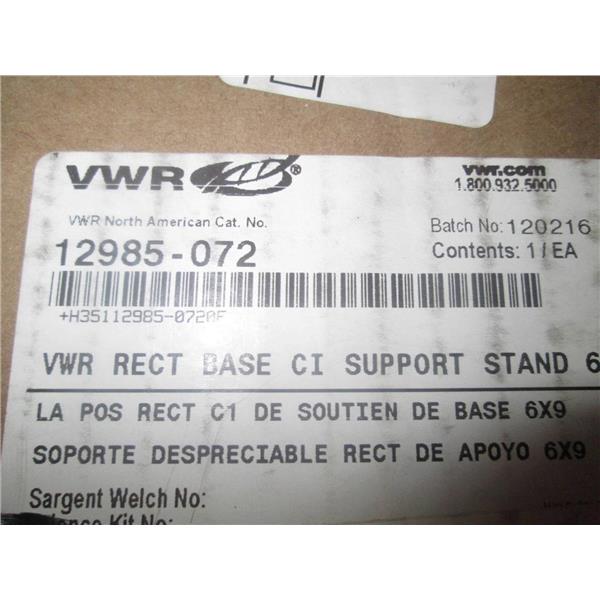 VWR®
vwr.com
1.800.932.5000
VWR North American Cat. No.
12985-072
Batch No: 120216
Contents: 1 / EA
+H35112985-0720F
VWR RECT BASE CI SUPPORT STAND 6
LA POS RECT C1 DE SOUTIEN DE BASE 6X9
SOPORTE DESPRECIABLE RECT DE APOYO 6X9
Sargent Welch No:
Kit No: